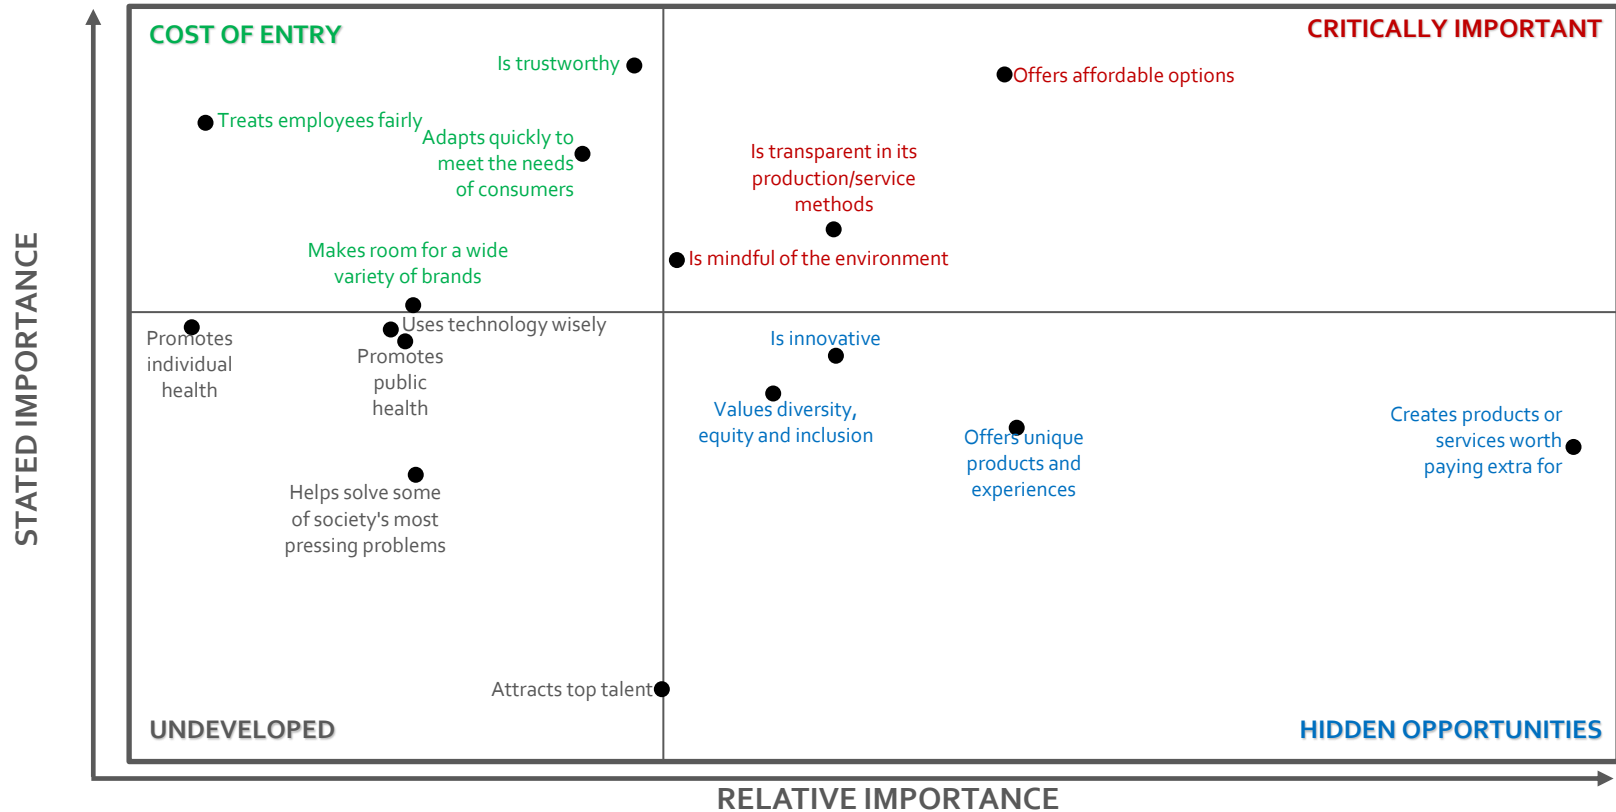 COST OF ENTRY
CRITICALLY IMPORTANT
Is trustworthy
Offers affordable options
Treats employees fairly
Adapts quickly to
meet the needs
of consumers
Is transparent in its
production/service
methods
Makes room for a wide
variety of brands
Is mindful of the environment
STATED IMPORTANCE
Promotes
individual
health
Uses technology wisely
Promotes
public
health
Is innovative
Values diversity,
equity and inclusion
Offers unique
products and
experiences
Creates products or
services worth
paying extra for
Helps solve some
of society's most
pressing problems
Attracts top talent
UNDEVELOPED
HIDDEN OPPORTUNITIES
RELATIVE IMPORTANCE